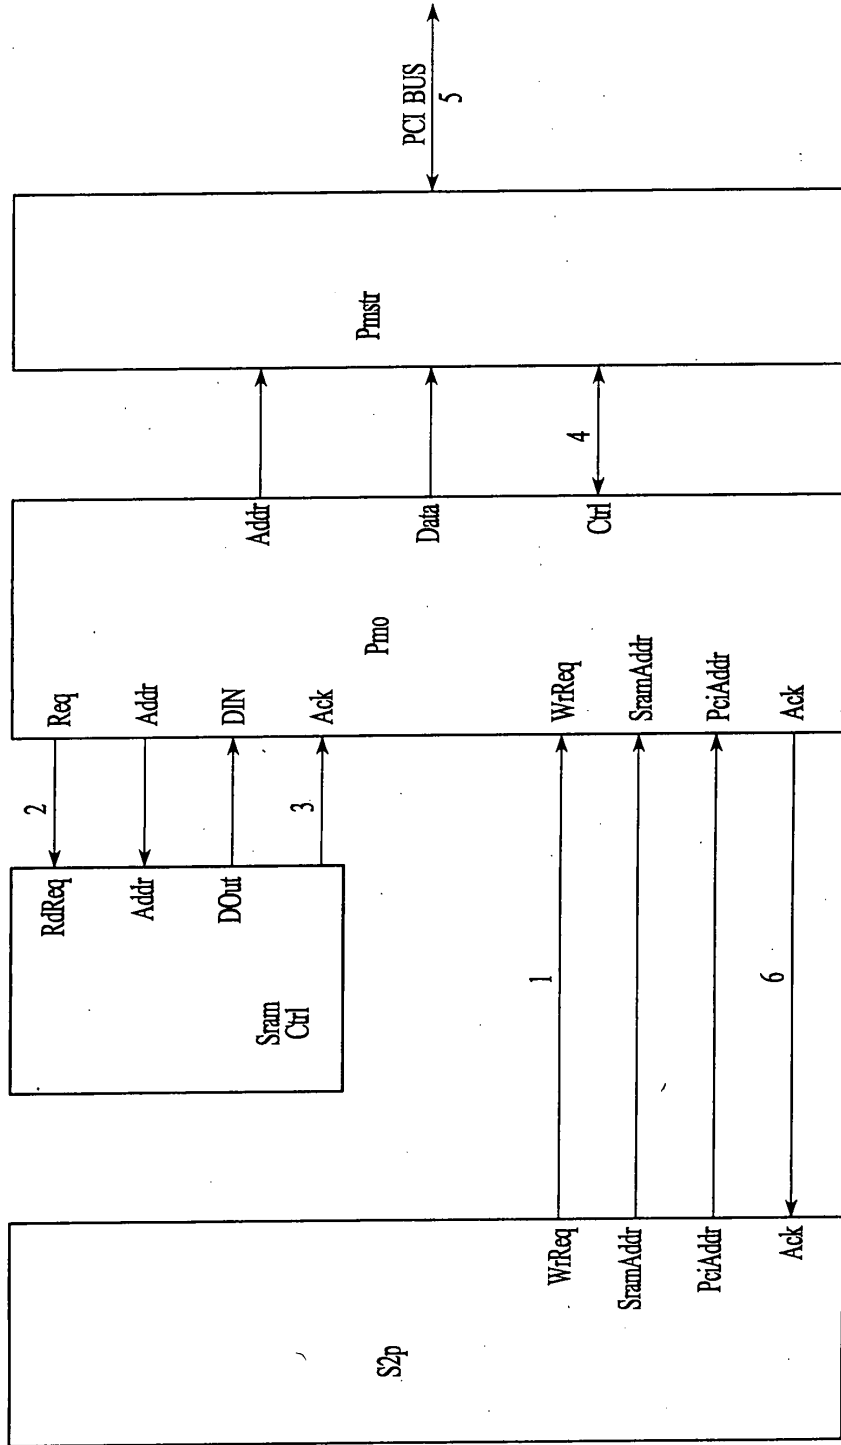 S2p
WrReq
SramAddr
PciAddr
Ack
Sram
Ctrl
RdReq
Addr
DOut
2
3
1
6
Req
Addr
DIN
Ack
WrReq
SramAddr
PciAddr
Ack
Pmo
Addr
Data
Ctrl
4
Pmstr
PCI BUS
5